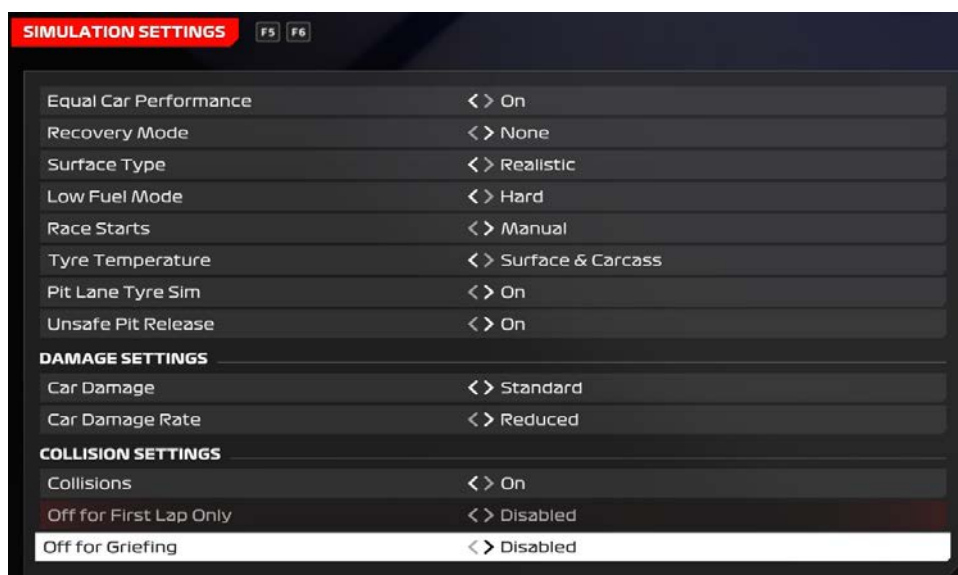 SIMULATION SETTINGS F5 F6
Equal Car Performance <> On
Recovery Mode <> None
Surface Type <> Realistic
Low Fuel Mode <> Hard
Race Starts <> Manual
Tyre Temperature <> Surface & Carcass
Pit Lane Tyre Sim <> On
Unsafe Pit Release <> On
DAMAGE SETTINGS
Car Damage <> Standard
Car Damage Rate <> Reduced
COLLISION SETTINGS
Collisions <> On
Off for First Lap Only <> Disabled
Off for Griefing <> Disabled